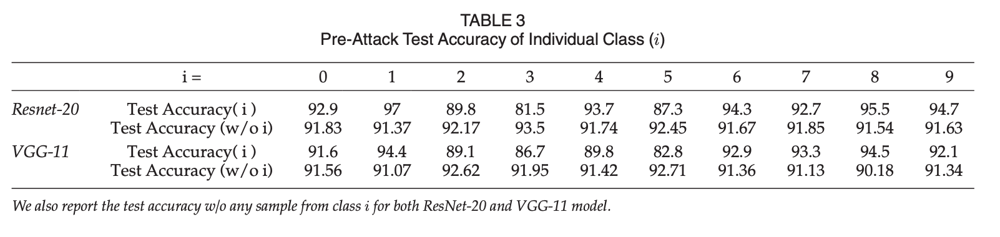 TABLE 3
Pre-Attack Test Accuracy of Individual Class (i)
i = 0 1 2 3 4 5 6 7 8 9
Resnet-20 Test Accuracy( i ) 92.9 97 89.8 81.5 93.7 87.3 94.3 92.7 95.5 94.7
Test Accuracy (w/o i) 91.83 91.37 92.17 93.5 91.74 92.45 91.67 91.85 91.54 91.63
VGG-11 Test Accuracy( i ) 91.6 94.4 89.1 86.7 89.8 82.8 92.9 93.3 94.5 92.1
Test Accuracy (w/o i) 91.56 91.07 92.62 91.95 91.42 92.71 91.36 91.13 90.18 91.34
We also report the test accuracy w/o any sample from class i for both ResNet-20 and VGG-11 model.